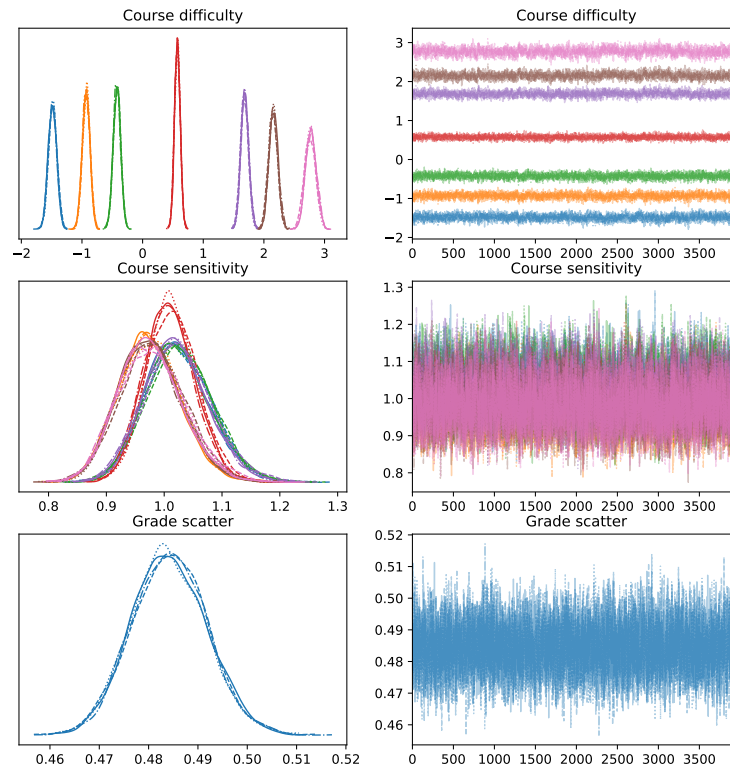 Course difficulty
Course difficulty
3
2
1
0
−1
−2
−2 −1 0 1 2 3
0 500 1000 1500 2000 2500 3000 3500
Course sensitivity
Course sensitivity
1.3
1.2
1.1
1.0
0.9
0.8
0.8 0.9 1.0 1.1 1.2 1.3
0 500 1000 1500 2000 2500 3000 3500
Grade scatter
Grade scatter
0.52
0.51
0.50
0.49
0.48
0.47
0.46
0.46 0.47 0.48 0.49 0.50 0.51 0.52
0 500 1000 1500 2000 2500 3000 3500